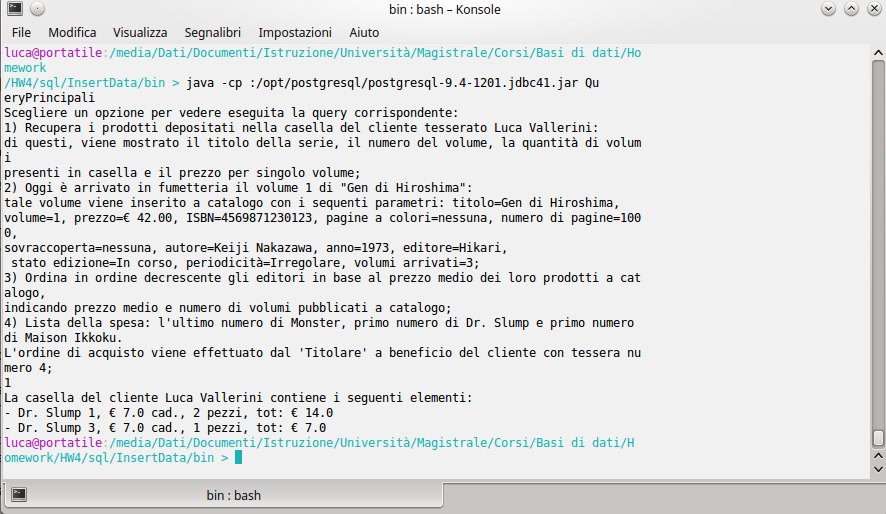 bin : bash – Konsole
File Modifica Visualizza Segnalibri Impostazioni Aiuto
luca@portatile:/media/Dati/Documenti/Istruzione/Università/Magistrale/Corsi/Basi di dati/Ho
mework
/HW4/sql/InsertData/bin > java -cp :/opt/postgresql/postgresql-9.4-1201.jdbc41.jar Qu
eryPrincipali
Scegliere un opzione per vedere eseguita la query corrispondente:
1) Recupera i prodotti depositati nella casella del cliente tesserato Luca Vallerini:
di questi, viene mostrato il titolo della serie, il numero del volume, la quantità di volum
i
presenti in casella e il prezzo per singolo volume;
2) Oggi è arrivato in fumetteria il volume 1 di "Gen di Hiroshima":
tale volume viene inserito a catalogo con i sequenti parametri: titolo=Gen di Hiroshima,
volume=1, prezzo=€ 42.00, ISBN=4569871230123, pagine a colori=nessuna, numero di pagine=100
0,
sovraccoperta=nessuna, autore=Keiji Nakazawa, anno=1973, editore=Hikari,
stato edizione=In corso, periodicità=Irregolare, volumi arrivati=3;
3) Ordina in ordine decrescente gli editori in base al prezzo medio dei loro prodotti a cat
alogo,
indicando prezzo medio e numero di volumi pubblicati a catalogo;
4) Lista della spesa: l'ultimo numero di Monster, primo numero di Dr. Slump e primo numero
di Maison Ikkoku.
L'ordine di acquisto viene effettuato dal 'Titolare' a beneficio del cliente con tessera nu
mero 4;
1
La casella del cliente Luca Vallerini contiene i seguenti elementi:
- Dr. Slump 1, € 7.0 cad., 2 pezzi, tot: € 14.0
- Dr. Slump 3, € 7.0 cad., 1 pezzi, tot: € 7.0
luca@portatile:/media/Dati/Documenti/Istruzione/Università/Magistrale/Corsi/Basi di dati/H
omework/HW4/sql/InsertData/bin >
bin : bash